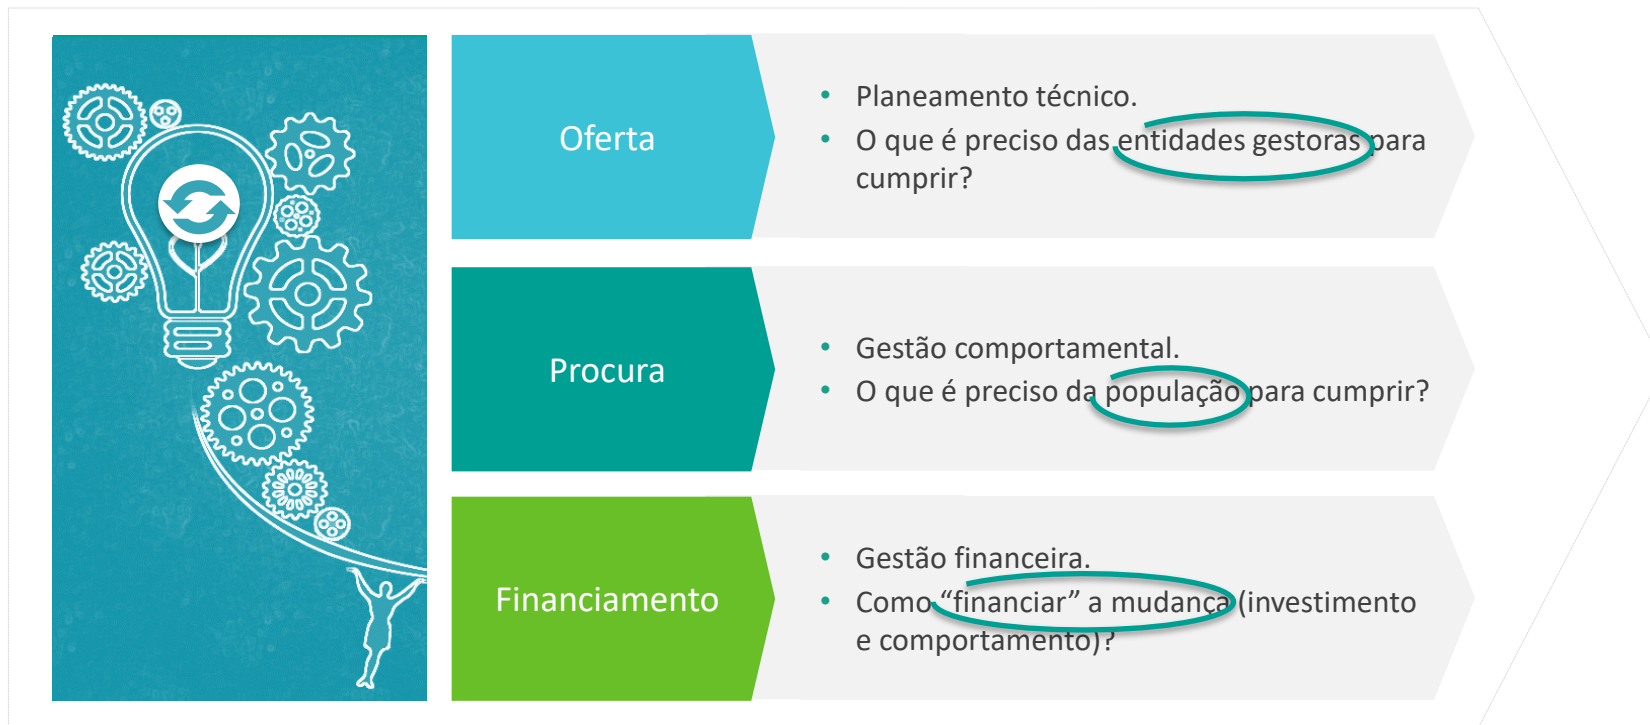 Oferta
• Planeamento técnico.
• O que é preciso das entidades gestoras para
cumprir?
Procura
• Gestão comportamental.
• O que é preciso da população para cumprir?
Financiamento
• Gestão financeira.
• Como “financiar” a mudança (investimento
e comportamento)?